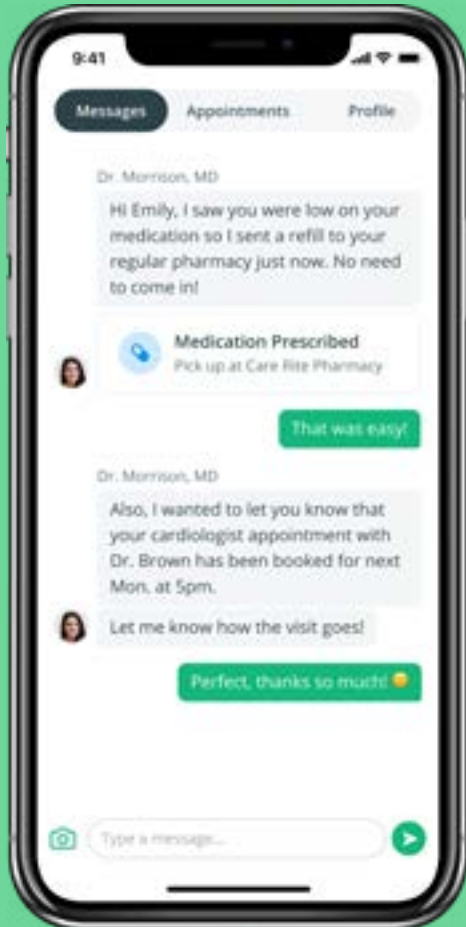 9:41
Messages Appointments Profile
Dr. Morrison, MD
Hi Emily, I saw you were low on your
medication so I sent a refill to your
regular pharmacy just now. No need
to come in!
Medication Prescribed
Pick up at Care Rite Pharmacy
That was easy!
Dr. Morrison, MD
Also, I wanted to let you know that
your cardiologist appointment with
Dr. Brown has been booked for next
Mon. at 5pm.
Let me know how the visit goes!
Perfect, thanks so much! 😊
Type a message...